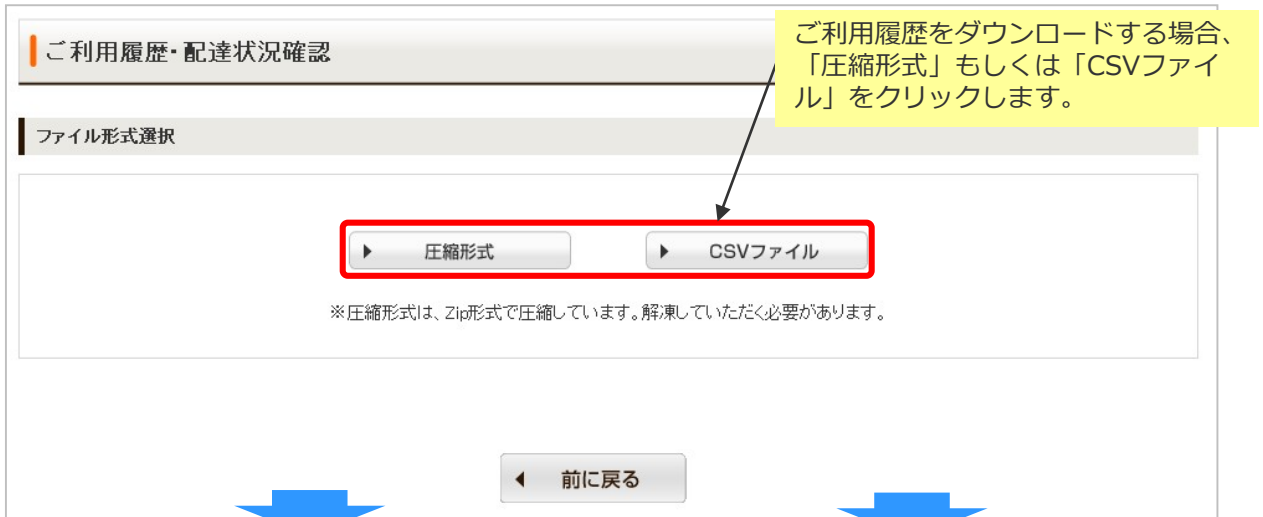 ご利用履歴・配達状況確認
ご利用履歴をダウンロードする場合、
「圧縮形式」もしくは「CSVファイ
ル」をクリックします。
ファイル形式選択
圧縮形式
CSVファイル
※圧縮形式は、Zip形式で圧縮しています。解凍していただく必要があります。
前に戻る